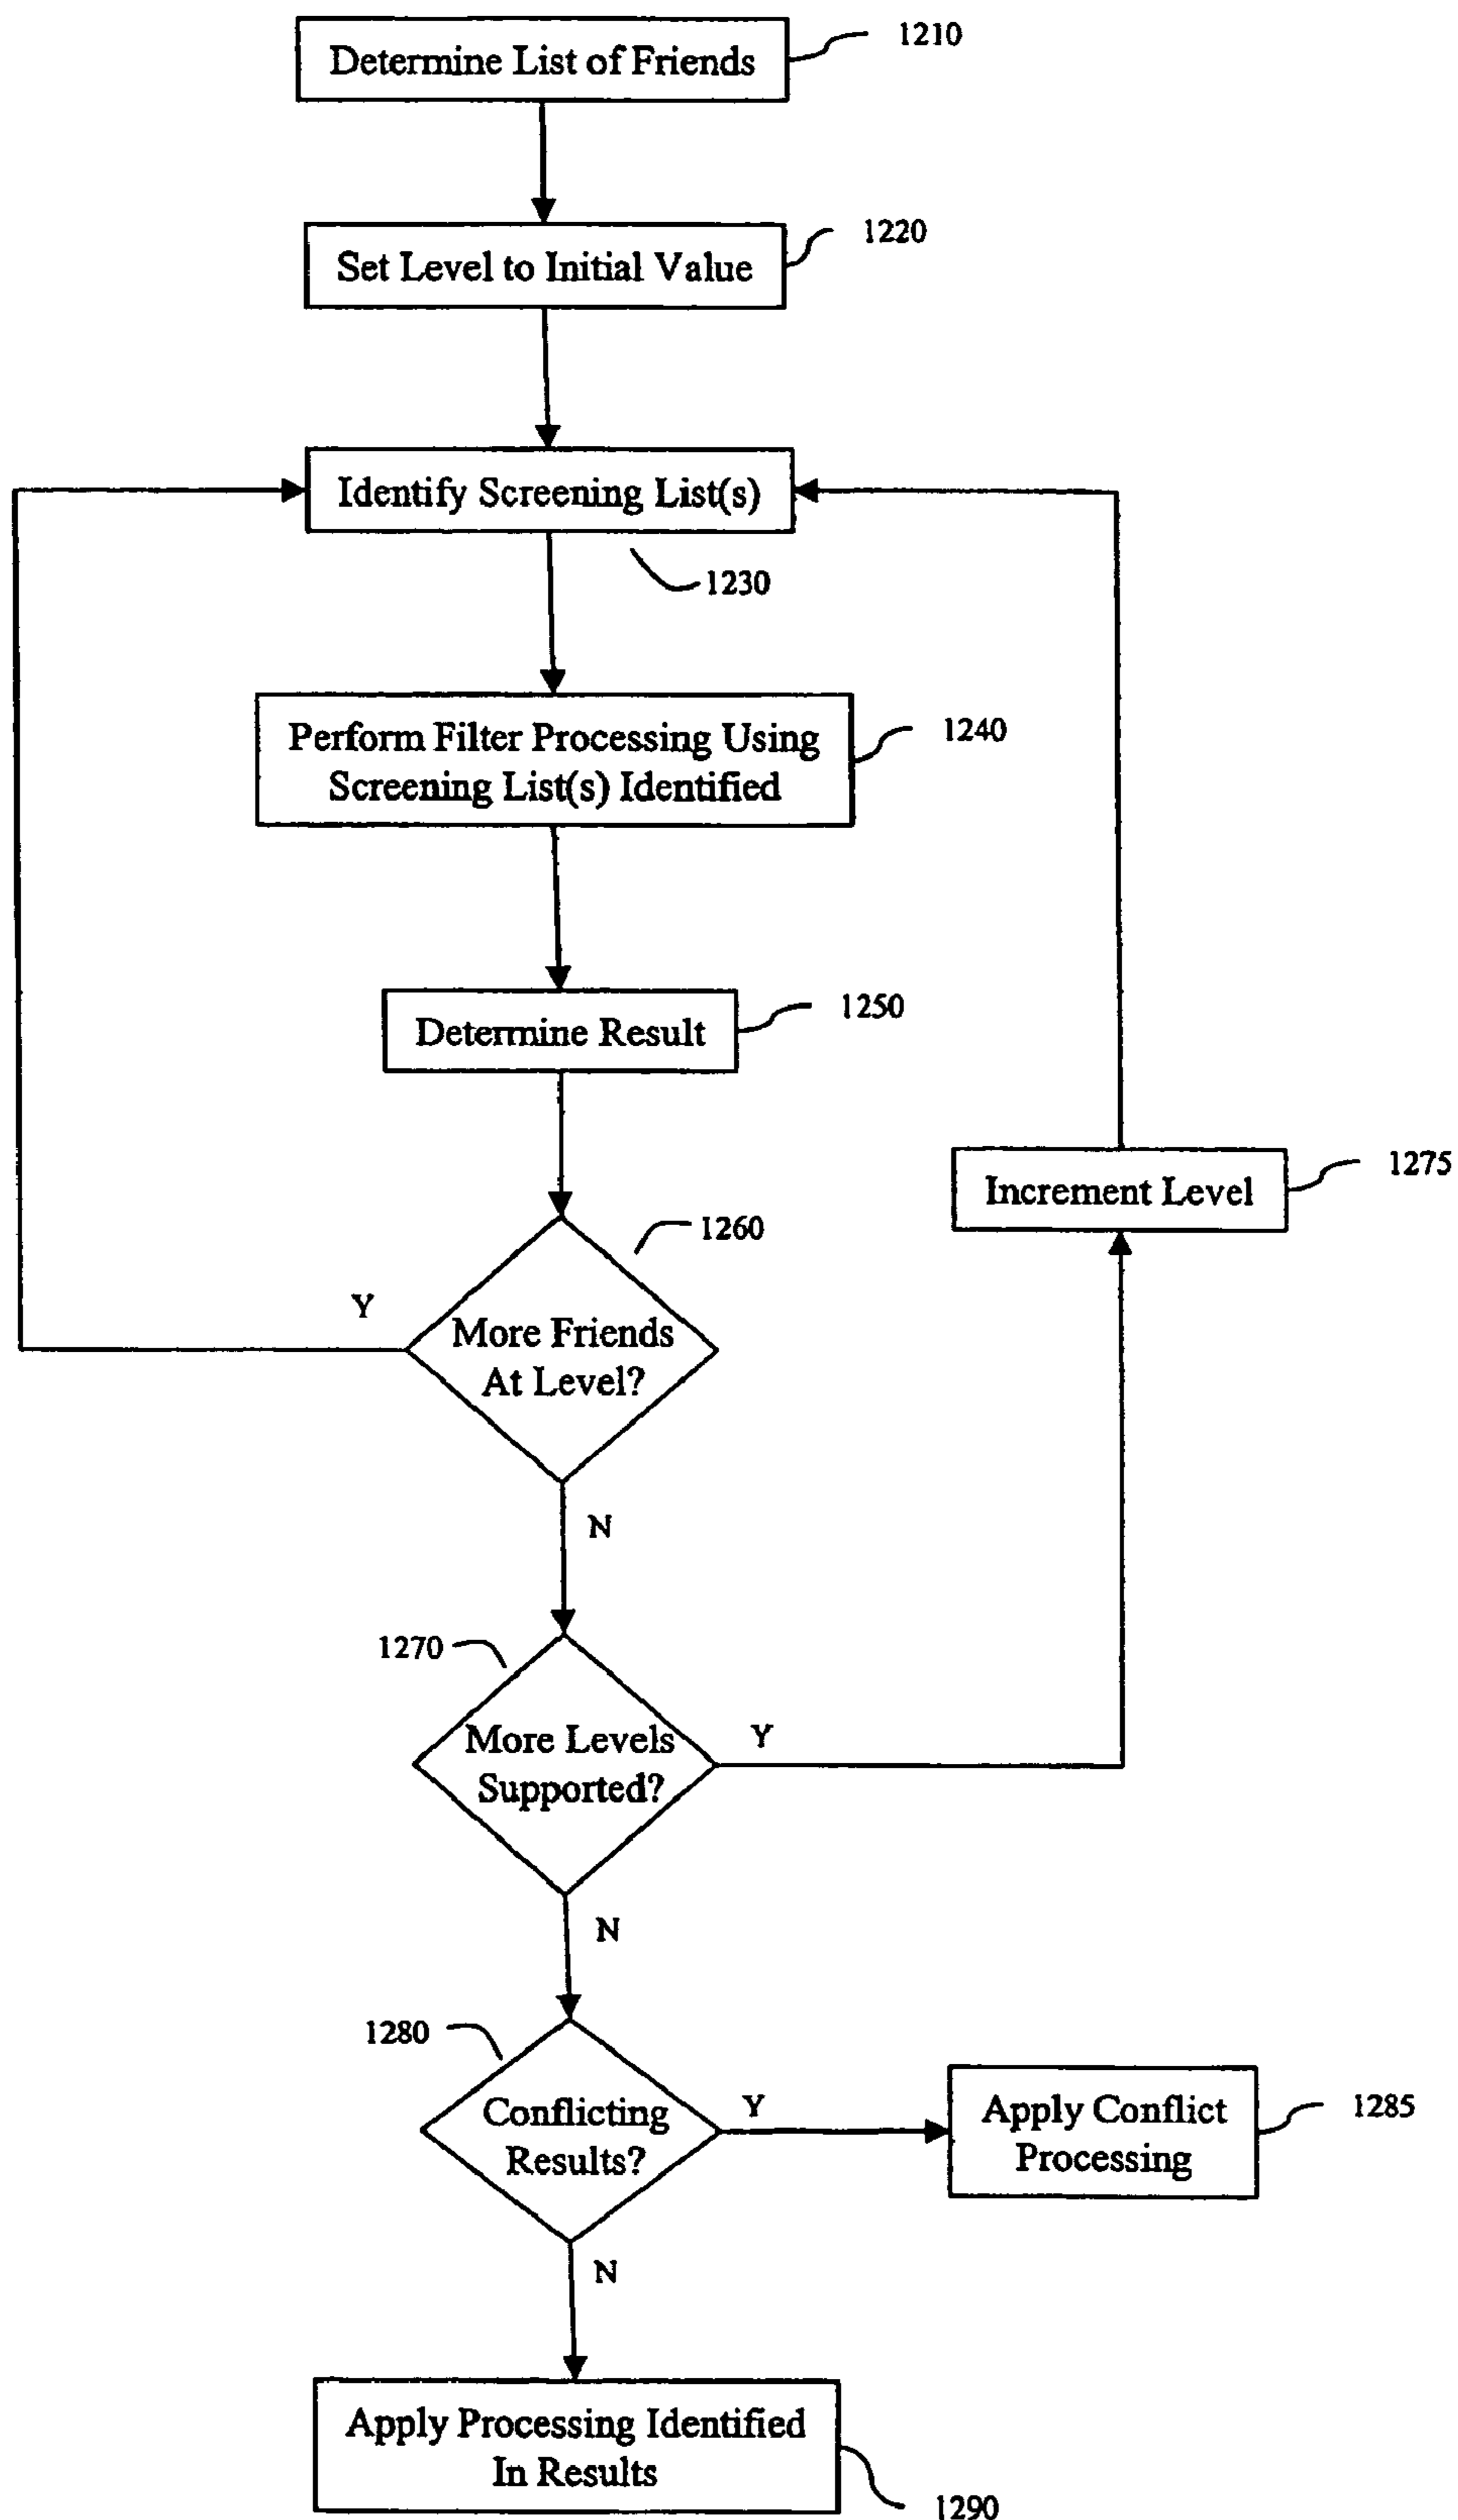 Determine List of Friends
1210
Set Level to Initial Value
1220
Identify Screening List(s)
1230
Perform Filter Processing Using
Screening List(s) Identified
1240
Determine Result
1250
Increment Level
1275
1260
Y
More Friends
At Level?
N
1270
More Levels
Supported?
Y
N
1280
Conflicting
Results?
Y
Apply Conflict
Processing
1285
N
Apply Processing Identified
In Results
1290